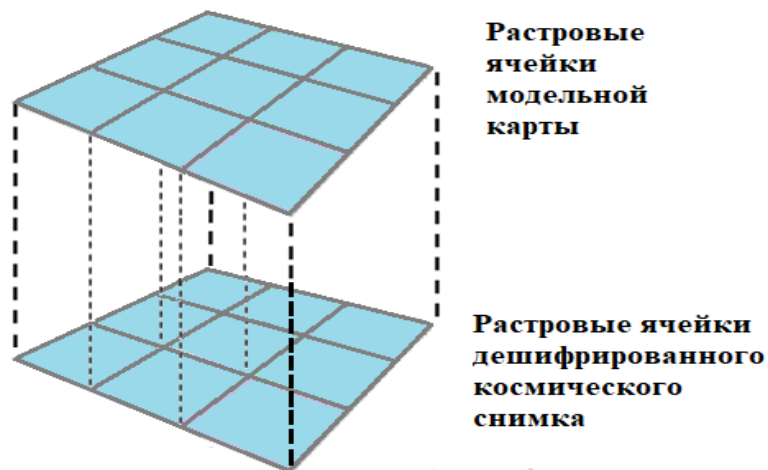 Растровые
ячейки
модельной
карты
Растровые ячейки
дешифрированного
космического
снимка